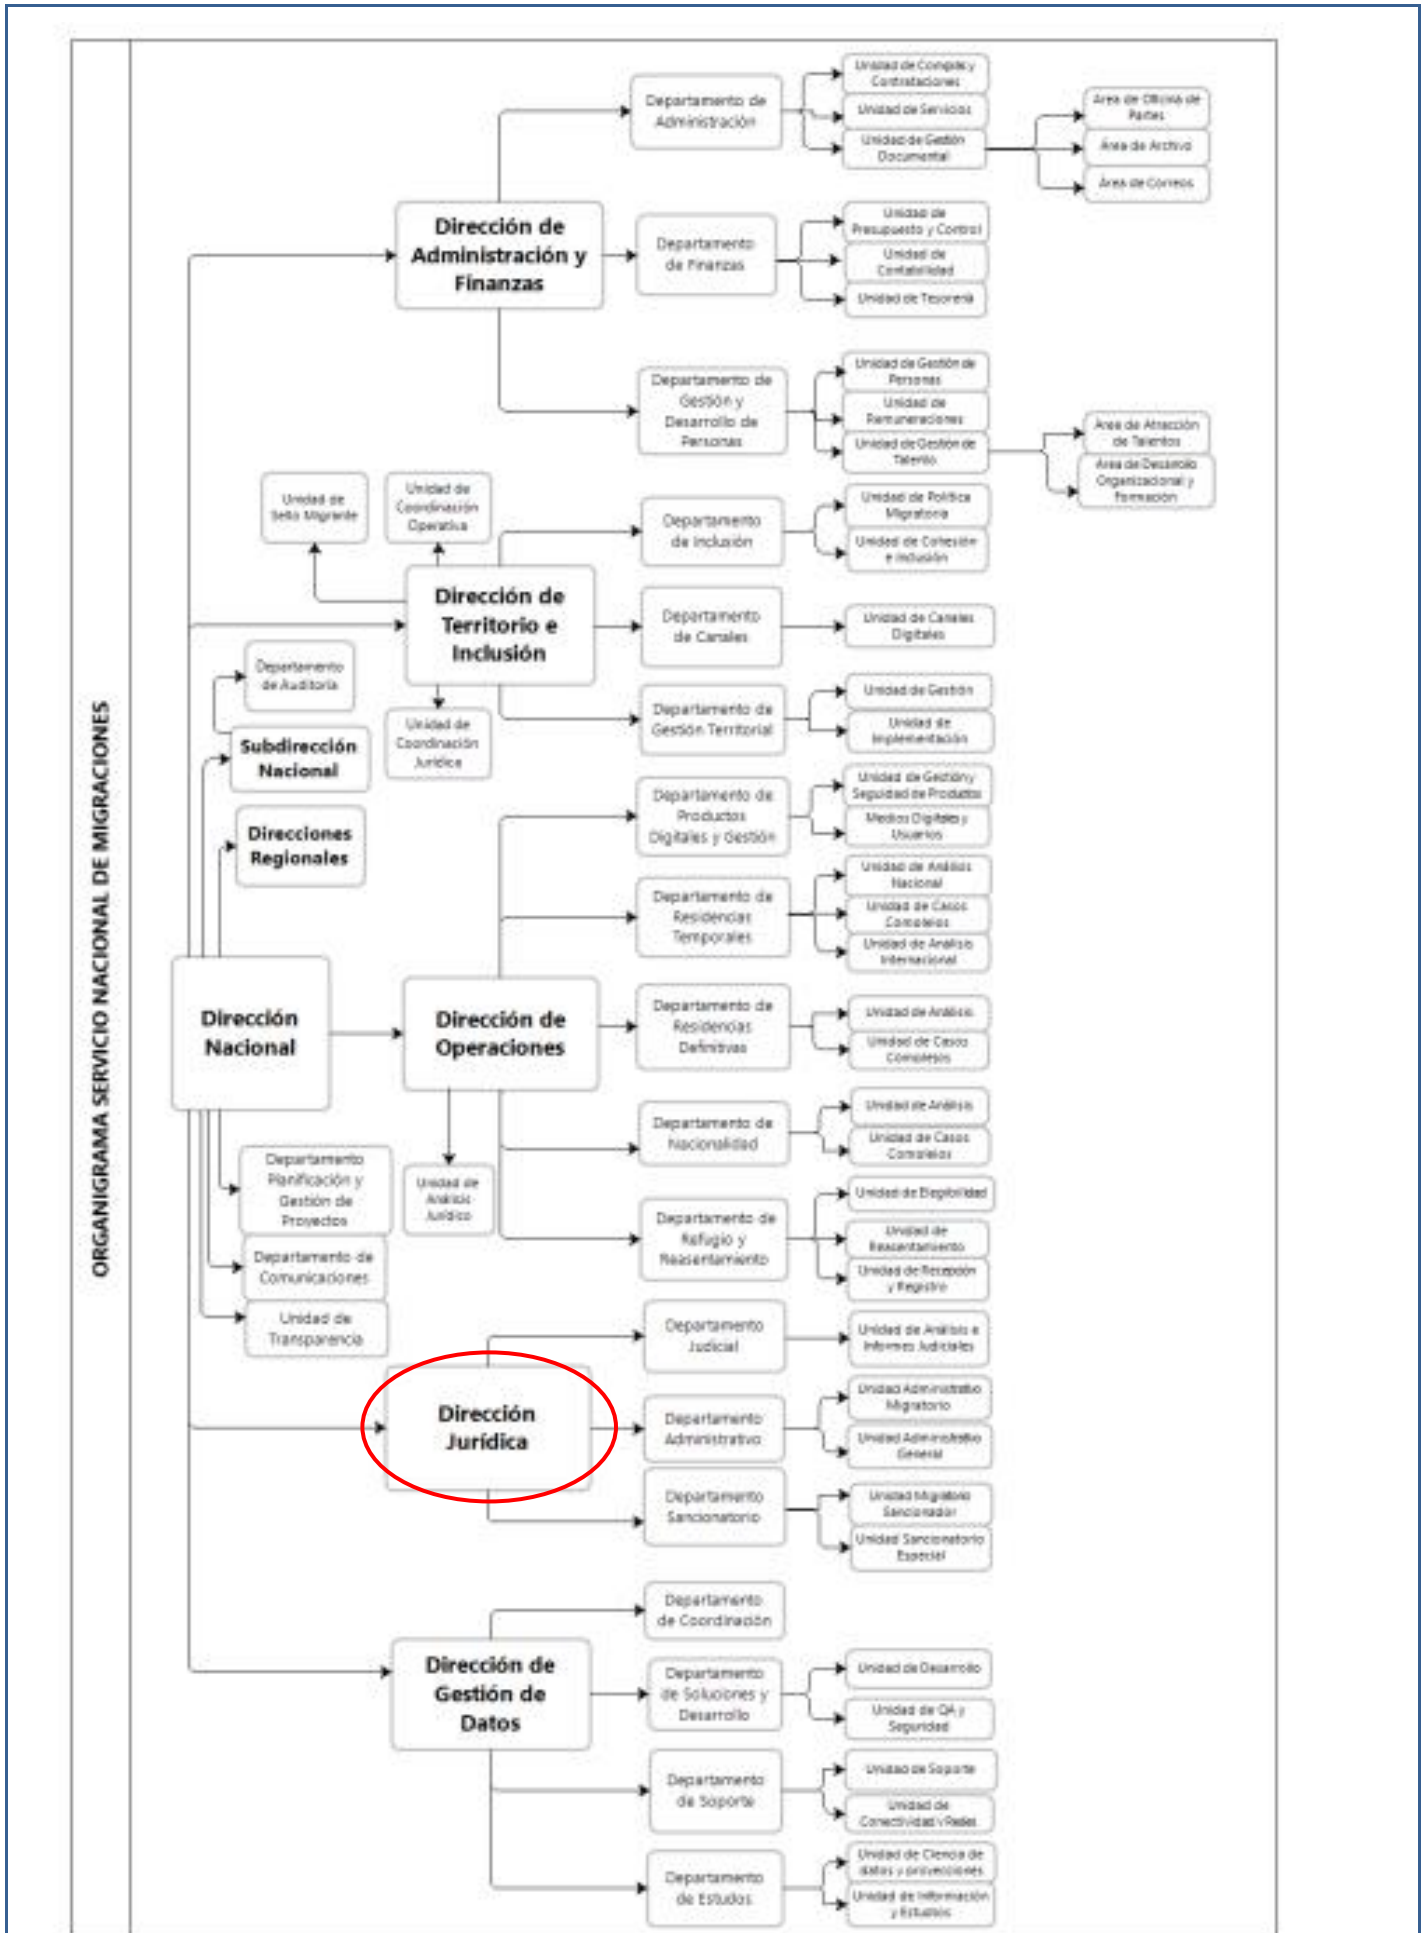 ORGANIGRAMA SERVICIO NACIONAL DE MIGRACIONES
Dirección
Nacional
Subdirección
Nacional
Departamento
de Auditoría
Direcciones
Regionales
Departamento
Planificación y
Gestión de
Proyectos
Departamento de
Comunicaciones
Unidad de
Transparencia
Dirección de
Administración y
Finanzas
Departamento de
Administración
Unidad de Compras y
Contrataciones
Unidad de Servicios
Unidad de Gestión
Documental
Area de Oficina de
Partes
Área de Archivo
Área de Correos
Departamento
de Finanzas
Unidad de
Presupuesto y Control
Unidad de
Contabilidad
Unidad de Tesorería
Departamento de
Gestión y
Desarrollo de
Personas
Unidad de Gestión de
Personas
Unidad de
Remuneraciones
Unidad de Gestión de
Talento
Área de Atracción
de Talentos
Area de Desarrollo
Organizacional y
Formación
Dirección de
Territorio e
Inclusión
Unidad de
Sello Migrante
Unidad de
Coordinación
Operativa
Unidad de
Coordinación
Jurídica
Departamento
de Inclusión
Unidad de Política
Migratoria
Unidad de Cohesión
e Inclusión
Departamento
de Canales
Unidad de Canales
Digitales
Departamento de
Gestión Territorial
Unidad de Gestión
Unidad de
Implementación
Dirección de
Operaciones
Unidad de
Análisis
Jurídico
Departamento de
Productos
Digitales y Gestión
Unidad de Gestión y
Seguidad de Productos
Medios Digitales y
Usuarios
Departamento de
Residencias
Temporales
Unidad de Análisis
Nacional
Unidad de Casos
Complejos
Unidad de Análisis
Internacional
Departamento de
Residencias
Definitivas
Unidad de Análisis
Unidad de Casos
Complejos
Departamento de
Nacionalidad
Unidad de Análisis
Unidad de Casos
Complejos
Departamento de
Refugio y
Reasentamiento
Unidad de Elegibilidad
Unidad de
Reasentamiento
Unidad de Recepción
y Registro
Dirección
Jurídica
Departamento
Judicial
Unidad de Análisis e
Informes Judiciales
Departamento
Administrativo
Unidad Administrativo
Migratorio
Unidad Administrativo
General
Departamento
Sancionatorio
Unidad Migratorio
Sancionador
Unidad Sancionatorio
Especial
Dirección de
Gestión de
Datos
Departamento
de Coordinación
Departamento
de Soluciones y
Desarrollo
Unidad de Desarrollo
Unidad de QA y
Seguridad
Departamento
de Soporte
Unidad de Soporte
Unidad de
Conectividad y Redes
Departamento
de Estudos
Unidad de Ciencia de
datos y proyecciones
Unidad de Información
y Estudios